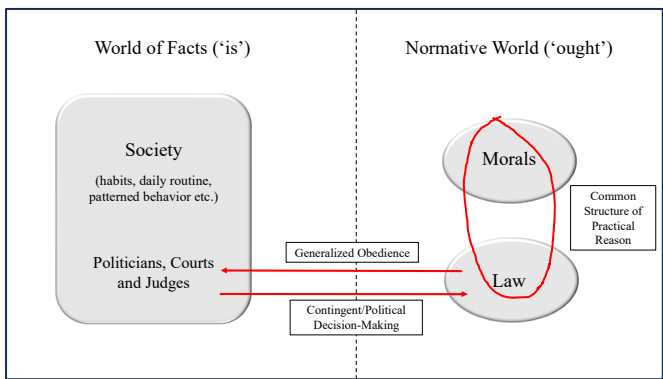 World of Facts (‘is’)
Normative World (‘ought’)
Society
(habits, daily routine,
patterned behavior etc.)
Morals
Common
Structure of
Practical
Reason
Generalized Obedience
Politicians, Courts
and Judges
Law
Contingent/Political
Decision-Making